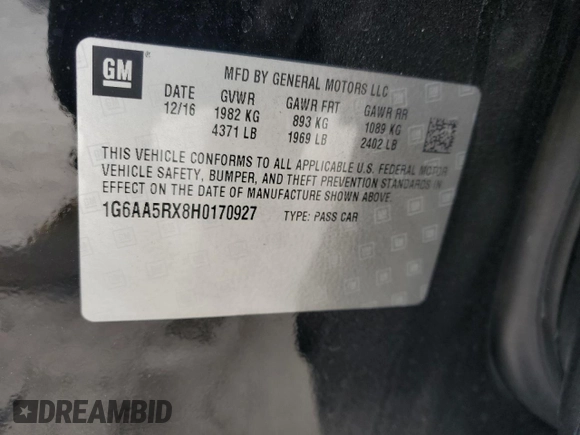 GM
MFD BY GENERAL MOTORS LLC
DATE GVWR GAWR FRT GAWR RR
12/16 1982 KG 893 KG 1089 KG
4371 LB 1969 LB 2402 LB
THIS VEHICLE CONFORMS TO ALL APPLICABLE U.S. FEDERAL MOTOR
VEHICLE SAFETY, BUMPER, AND THEFT PREVENTION STANDARDS IN
EFFECT ON THE DATE OF MANUFACTURE SHOWN ABOVE.
1G6AA5RX8H0170927 TYPE: PASS CAR
DREAMBID